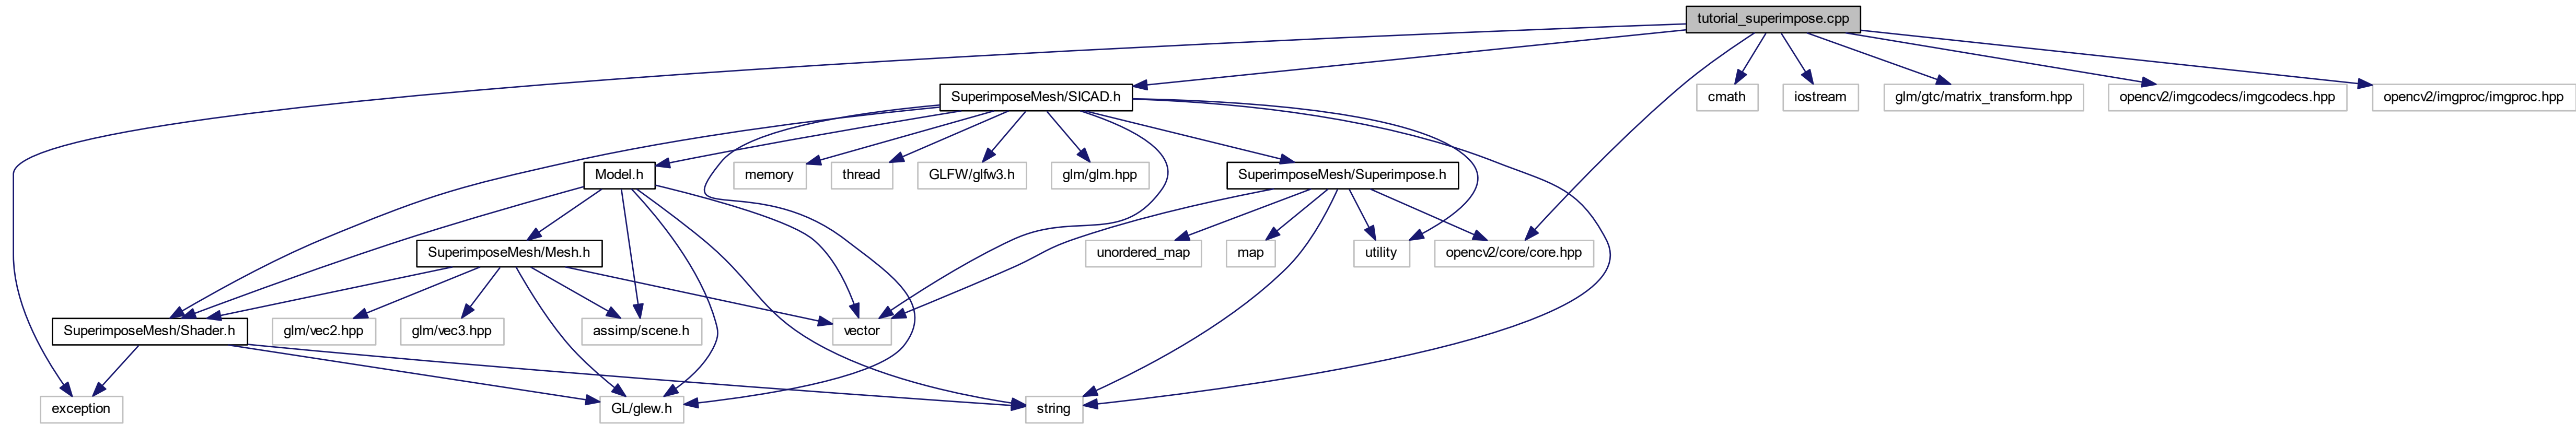 tutorial_superimpose.cpp
SuperimposeMesh/SICAD.h
cmath
iostream
glm/gtc/matrix_transform.hpp
opencv2/imgcodecs/imgcodecs.hpp
opencv2/imgproc/imgproc.hpp
Model.h
memory
thread
GLFW/glfw3.h
glm/glm.hpp
SuperimposeMesh/Superimpose.h
SuperimposeMesh/Mesh.h
unordered_map
map
utility
opencv2/core/core.hpp
SuperimposeMesh/Shader.h
glm/vec2.hpp
glm/vec3.hpp
assimp/scene.h
vector
exception
GL/glew.h
string